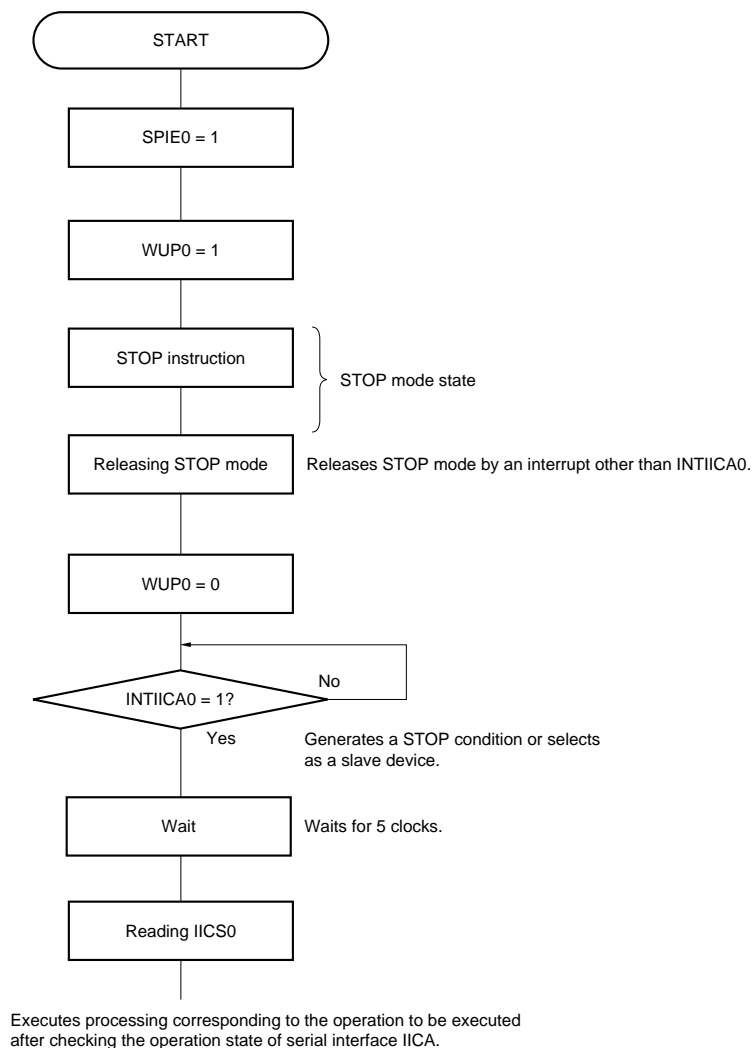 START
SPIE0 = 1
WUP0 = 1
STOP instruction
STOP mode state
Releasing STOP mode
Releases STOP mode by an interrupt other than INTIICA0.
WUP0 = 0
No
INTIICA0 = 1?
Yes
Generates a STOP condition or selects
as a slave device.
Wait
Waits for 5 clocks.
Reading IICS0
Executes processing corresponding to the operation to be executed
after checking the operation state of serial interface IICA.